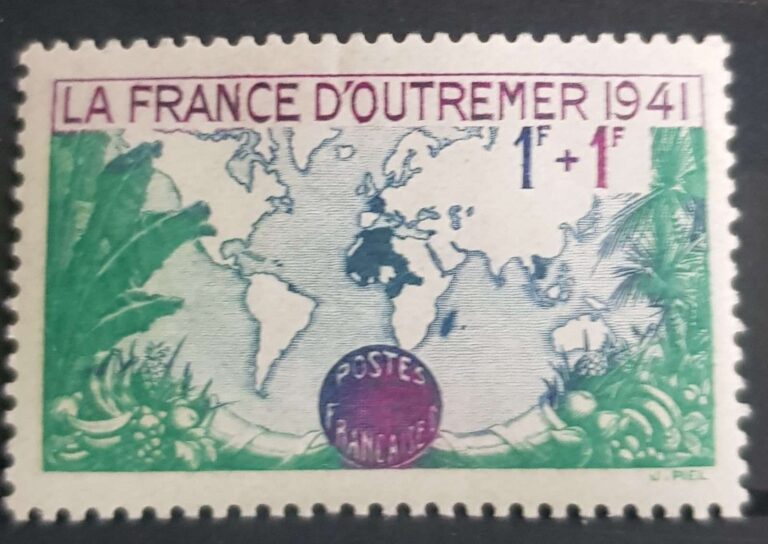 LA FRANCE D'OUTREMER 1941
1F + 1F
POSTES
FRANÇAISES
J. PIEL